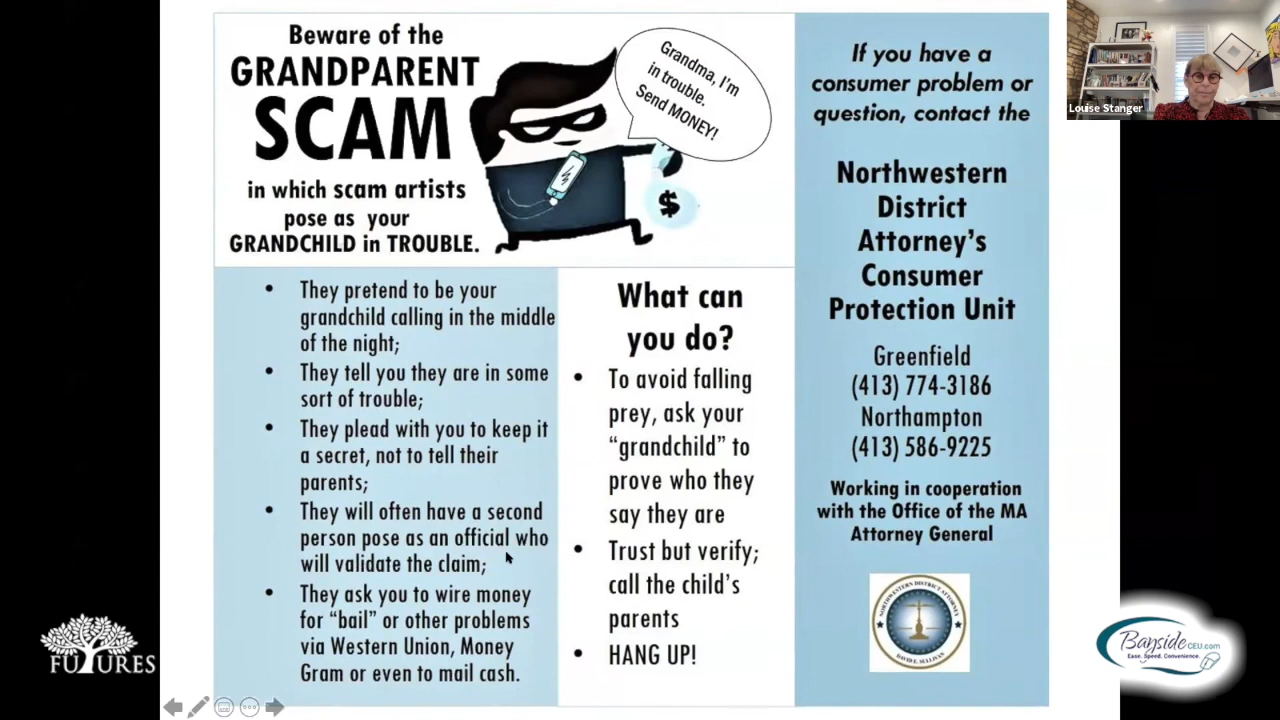 Beware of the
GRANDPARENT
SCAM
in which scam artists
pose as your
GRANDCHILD in TROUBLE.
Grandma, I'm
in trouble.
Send MONEY!
$
• They pretend to be your
grandchild calling in the middle
of the night;
• They tell you they are in some
sort of trouble;
• They plead with you to keep it
a secret, not to tell their
parents;
• They will often have a second
person pose as an official who
will validate the claim;
• They ask you to wire money
for “bail” or other problems
via Western Union, Money
Gram or even to mail cash.
What can
you do?
• To avoid falling
prey, ask your
“grandchild” to
prove who they
say they are
• Trust but verify;
call the child's
parents
• HANG UP!
If you have a
consumer problem or
question, contact the
Northwestern
District
Attorney's
Consumer
Protection Unit
Greenfield
(413) 774-3186
Northampton
(413) 586-9225
Working in cooperation
with the Office of the MA
Attorney General
NORTHWESTERN DISTRICT ATTORNEY
DAVID E. SULLIVAN
Louise Stanger
FUTURES
BaysideCEU.com
Ease. Speed. Convenience.